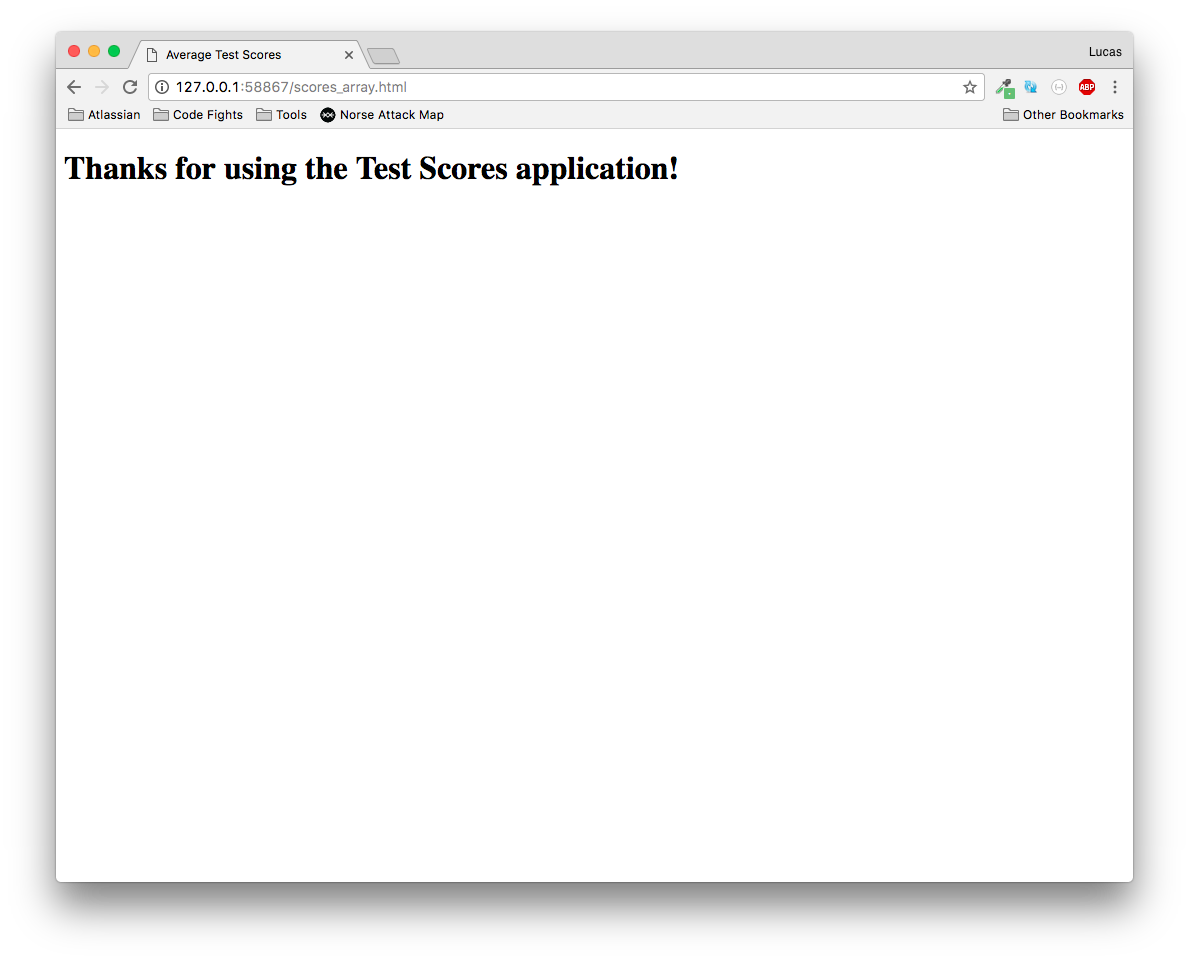 Average Test Scores
Lucas
127.0.0.1:58867/scores_array.html
ABP
Atlassian
Code Fights
Tools
Norse Attack Map
Other Bookmarks
Thanks for using the Test Scores application!